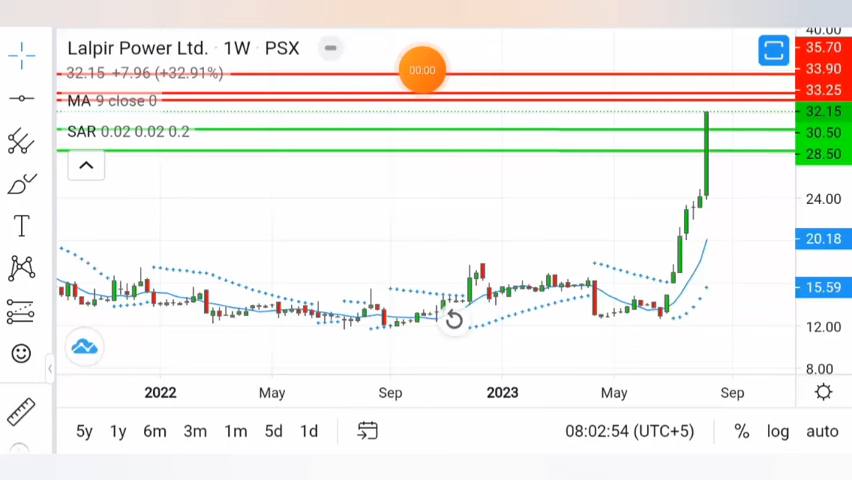 Lalpir Power Ltd. · 1W · PSX
32.15 +7.96 (+32.91%)
MA 9 close 0
SAR 0.02 0.02 0.2
00:00
40.00
35.70
33.90
33.25
32.15
30.50
28.50
24.00
20.18
15.59
12.00
8.00
T
2022 May Sep 2023 May Sep
5y 1y 6m 3m 1m 5d 1d 08:02:54 (UTC+5) % log auto